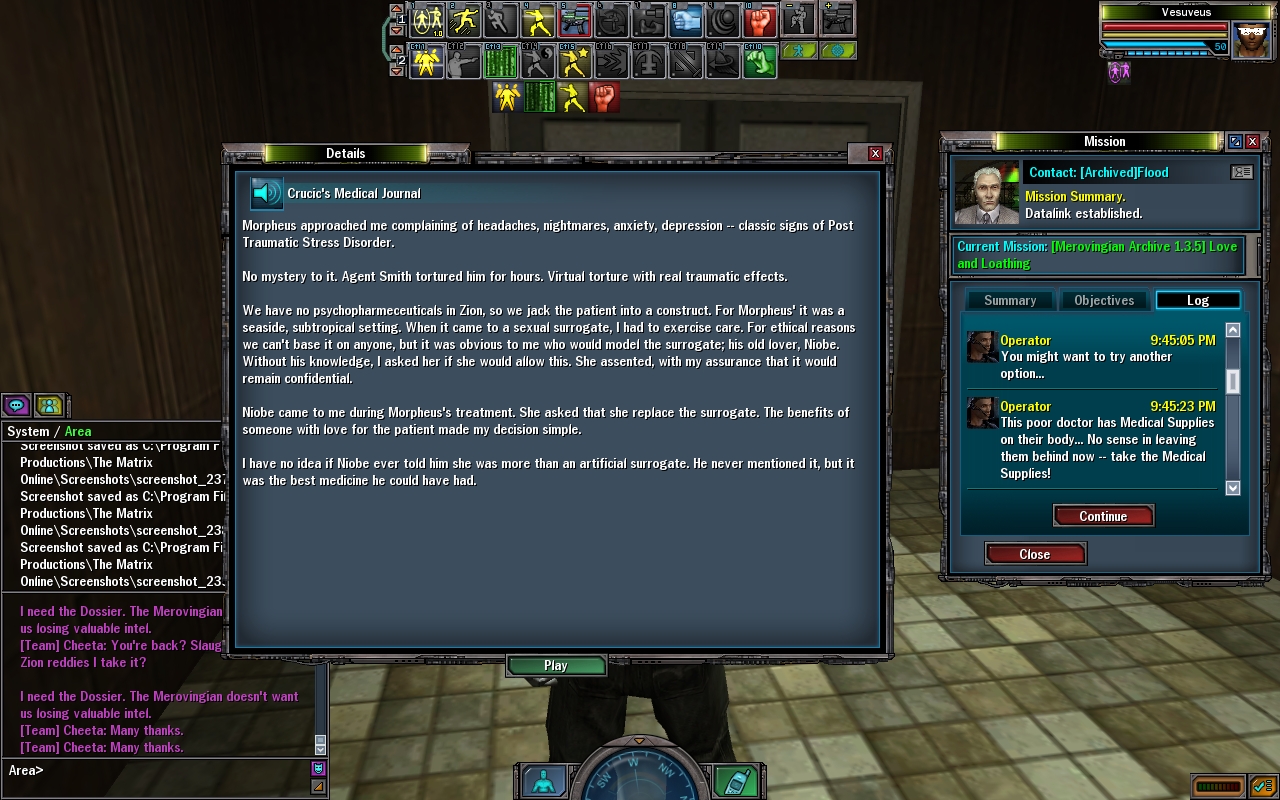 Vesuveus
50
1
2
1.0
Details
Crucic's Medical Journal
Morpheus approached me complaining of headaches, nightmares, anxiety, depression -- classic signs of Post
Traumatic Stress Disorder.
No mystery to it. Agent Smith tortured him for hours. Virtual torture with real traumatic effects.
We have no psychopharmeceuticals in Zion, so we jack the patient into a construct. For Morpheus' it was a
seaside, subtropical setting. When it came to a sexual surrogate, I had to exercise care. For ethical reasons
we can't base it on anyone, but it was obvious to me who would model the surrogate; his old lover, Niobe.
Without his knowledge, I asked her if she would allow this. She assented, with my assurance that it would
remain confidential.
Niobe came to me during Morpheus's treatment. She asked that she replace the surrogate. The benefits of
someone with love for the patient made my decision simple.
I have no idea if Niobe ever told him she was more than an artificial surrogate. He never mentioned it, but it
was the best medicine he could have had.
Play
Mission
Contact: [Archived]Flood
Mission Summary.
Datalink established.
Current Mission: [Merovingian Archive 1.3.5] Love
and Loathing
Summary Objectives Log
Operator 9:45:05 PM
You might want to try another
option...
Operator 9:45:23 PM
This poor doctor has Medical Supplies
on their body... No sense in leaving
them behind now -- take the Medical
Supplies!
Continue
Close
System / Area
Screenshot saved as C:\Program F
Productions\The Matrix
Online\Screenshots\screenshot_237
Screenshot saved as C:\Program Fi
Productions\The Matrix
Online\Screenshots\screenshot_238
Screenshot saved as C:\Program Fi
Productions\The Matrix
Online\Screenshots\screenshot_23
I need the Dossier. The Merovingian
us losing valuable intel.
[Team] Cheeta: You're back? Slaug
Zion reddies I take it?
I need the Dossier. The Merovingian doesn't want
us losing valuable intel.
[Team] Cheeta: Many thanks.
[Team] Cheeta: Many thanks.
Area>
SW W NW